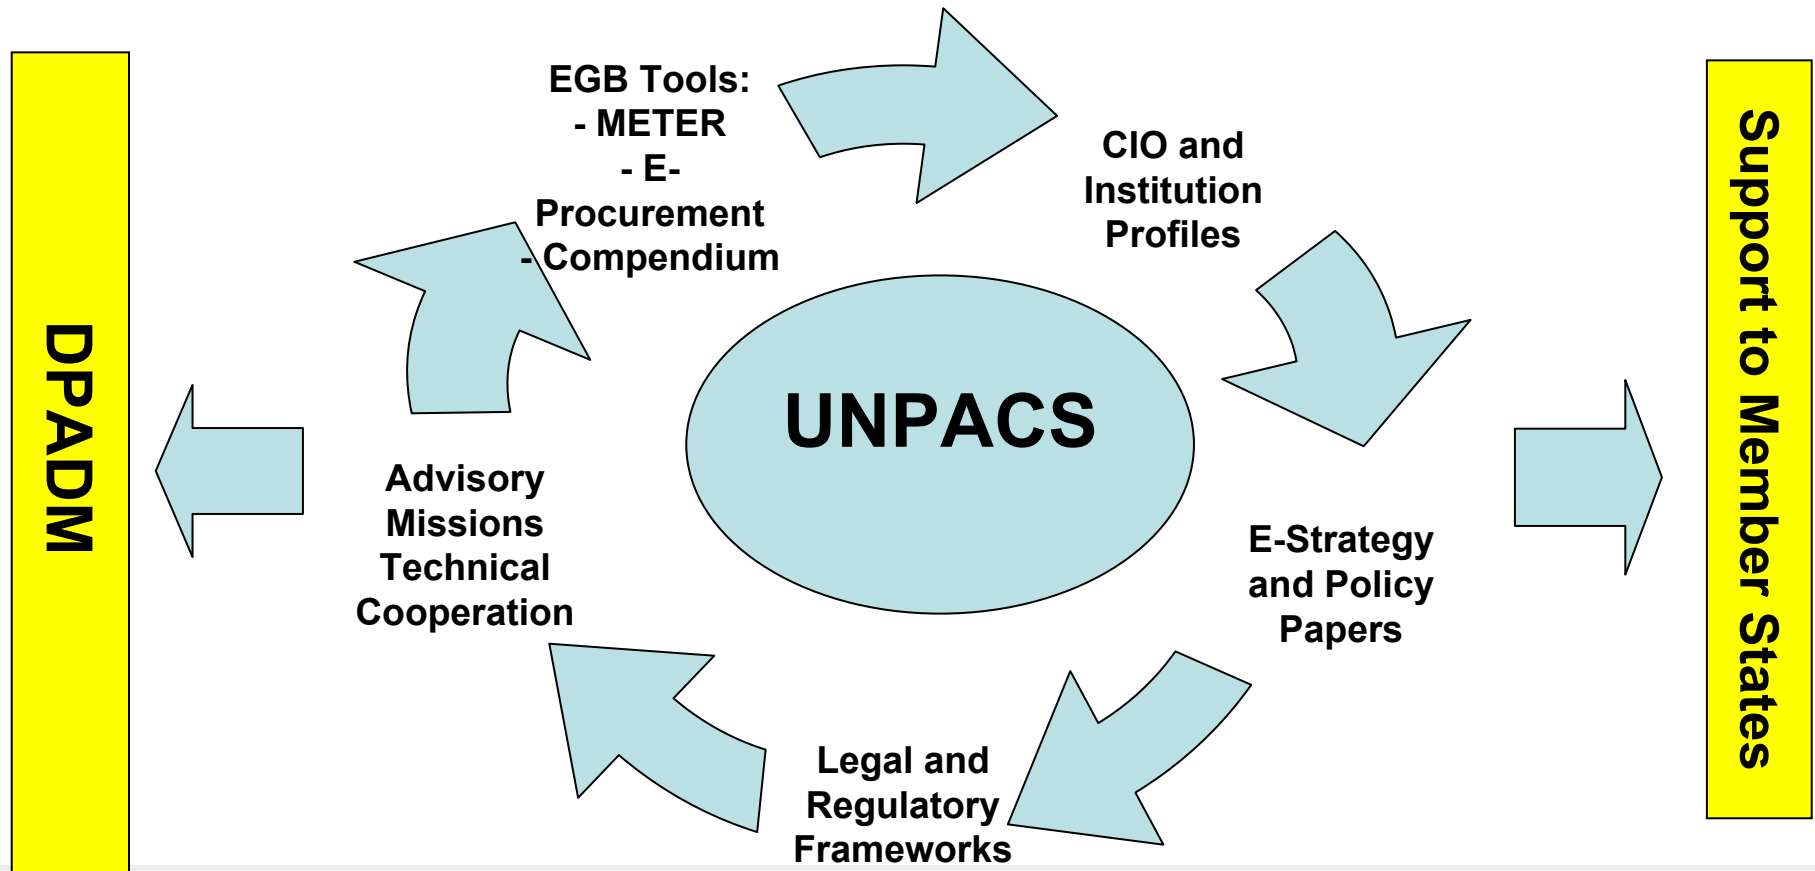 DPADM
EGB Tools:
- METER
- E-
Procurement
- Compendium
CIO and
Institution
Profiles
UNPACS
Advisory
Missions
Technical
Cooperation
E-Strategy
and Policy
Papers
Legal and
Regulatory
Frameworks
Support to Member States